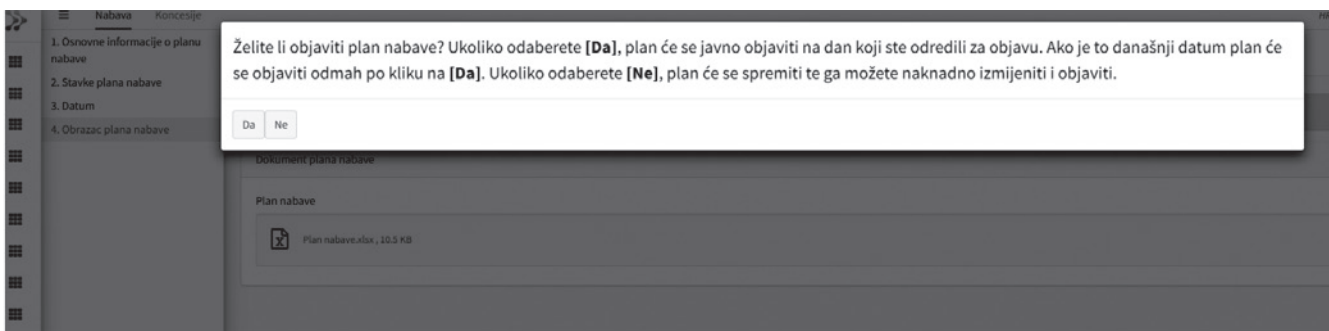 Nabava Koncesije
HR
1. Osnovne informacije o planu
nabave
2. Stavke plana nabave
3. Datum
4. Obrazac plana nabave
Želite li objaviti plan nabave? Ukoliko odaberete [Da], plan će se javno objaviti na dan koji ste odredili za objavu. Ako je to današnji datum plan će
se objaviti odmah po kliku na [Da]. Ukoliko odaberete [Ne], plan će se spremiti te ga možete naknadno izmijeniti i objaviti.
Da Ne
Dokument plana nabave
Plan nabave
Plan nabave.xlsx , 10.5 KB